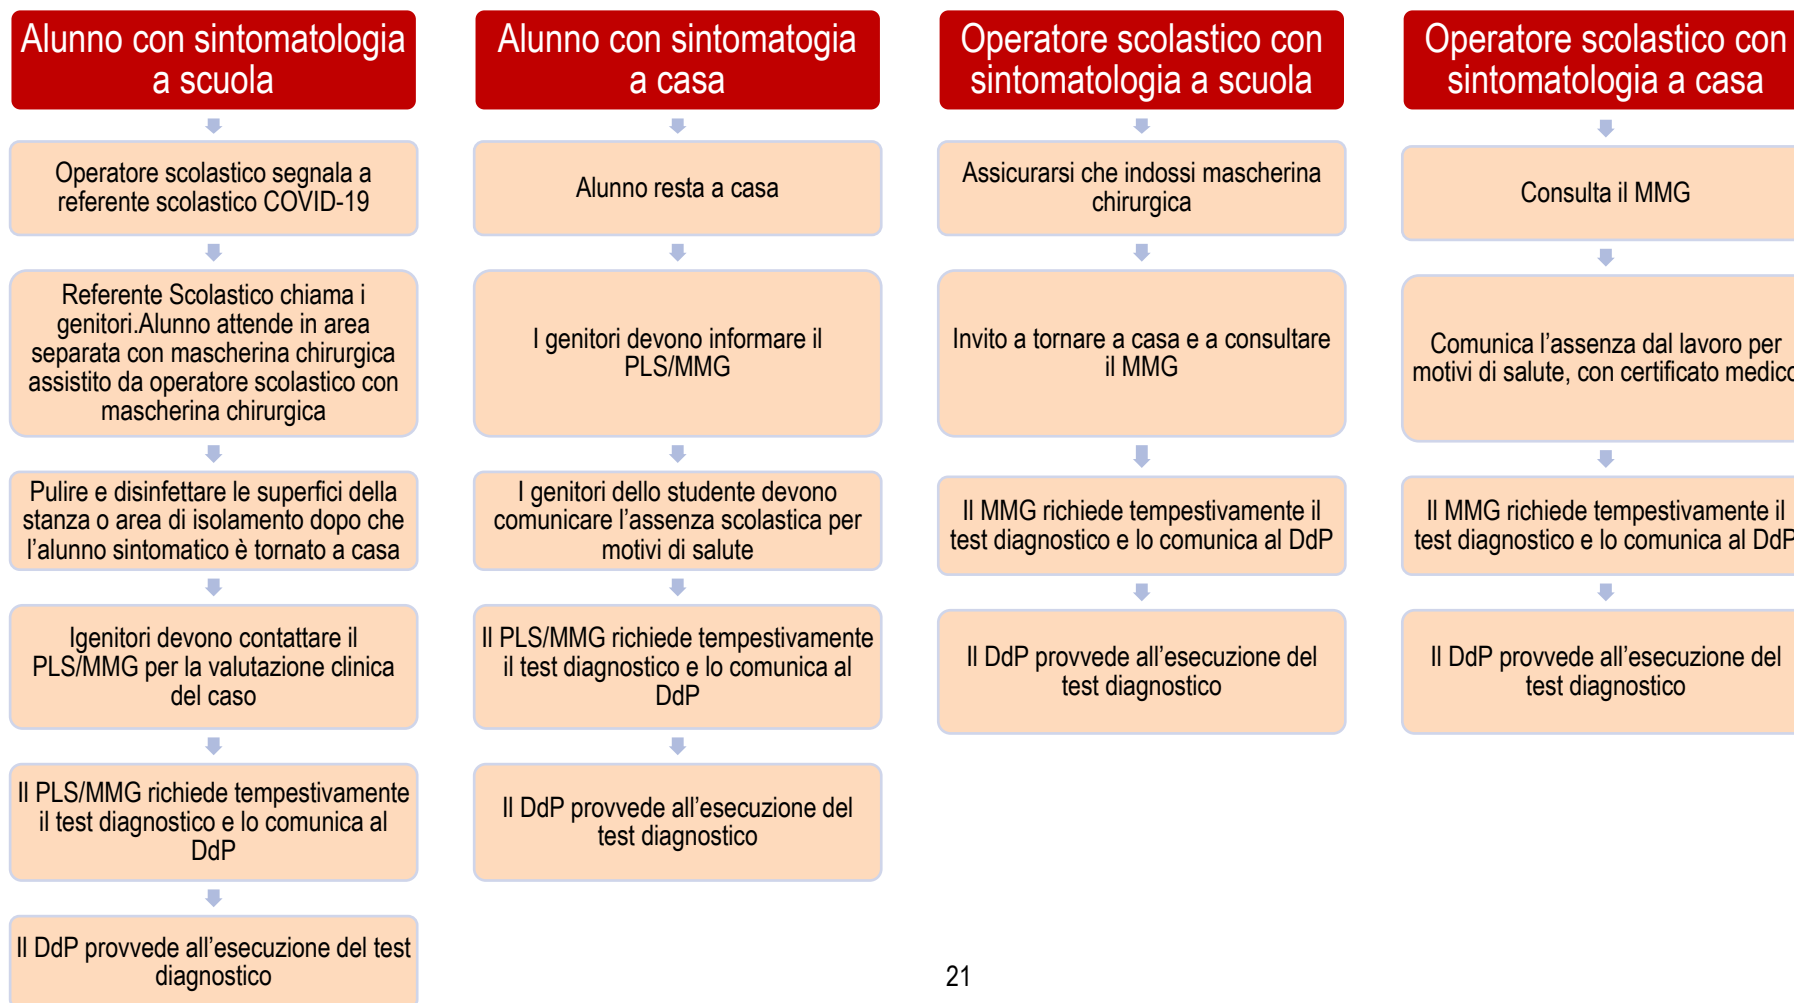 Alunno con sintomatologia
a scuola
Operatore scolastico segnala a
referente scolastico COVID-19
Referente Scolastico chiama i
genitori.Alunno attende in area
separata con mascherina chirurgica
assistito da operatore scolastico con
mascherina chirurgica
Pulire e disinfettare le superfici della
stanza o area di isolamento dopo che
l’alunno sintomatico è tornato a casa
Igenitori devono contattare il
PLS/MMG per la valutazione clinica
del caso
Il PLS/MMG richiede tempestivamente
il test diagnostico e lo comunica al
DdP
Il DdP provvede all’esecuzione del test
diagnostico
Alunno con sintomatogia
a casa
Alunno resta a casa
I genitori devono informare il
PLS/MMG
I genitori dello studente devono
comunicare l’assenza scolastica per
motivi di salute
Il PLS/MMG richiede tempestivamente
il test diagnostico e lo comunica al
DdP
Il DdP provvede all’esecuzione del
test diagnostico
Operatore scolastico con
sintomatologia a scuola
Assicurarsi che indossi mascherina
chirurgica
Invito a tornare a casa e a consultare
il MMG
Il MMG richiede tempestivamente il
test diagnostico e lo comunica al DdP
Il DdP provvede all’esecuzione del
test diagnostico
Operatore scolastico con
sintomatologia a casa
Consulta il MMG
Comunica l’assenza dal lavoro per
motivi di salute, con certificato medico
Il MMG richiede tempestivamente il
test diagnostico e lo comunica al DdP
Il DdP provvede all’esecuzione del
test diagnostico
21